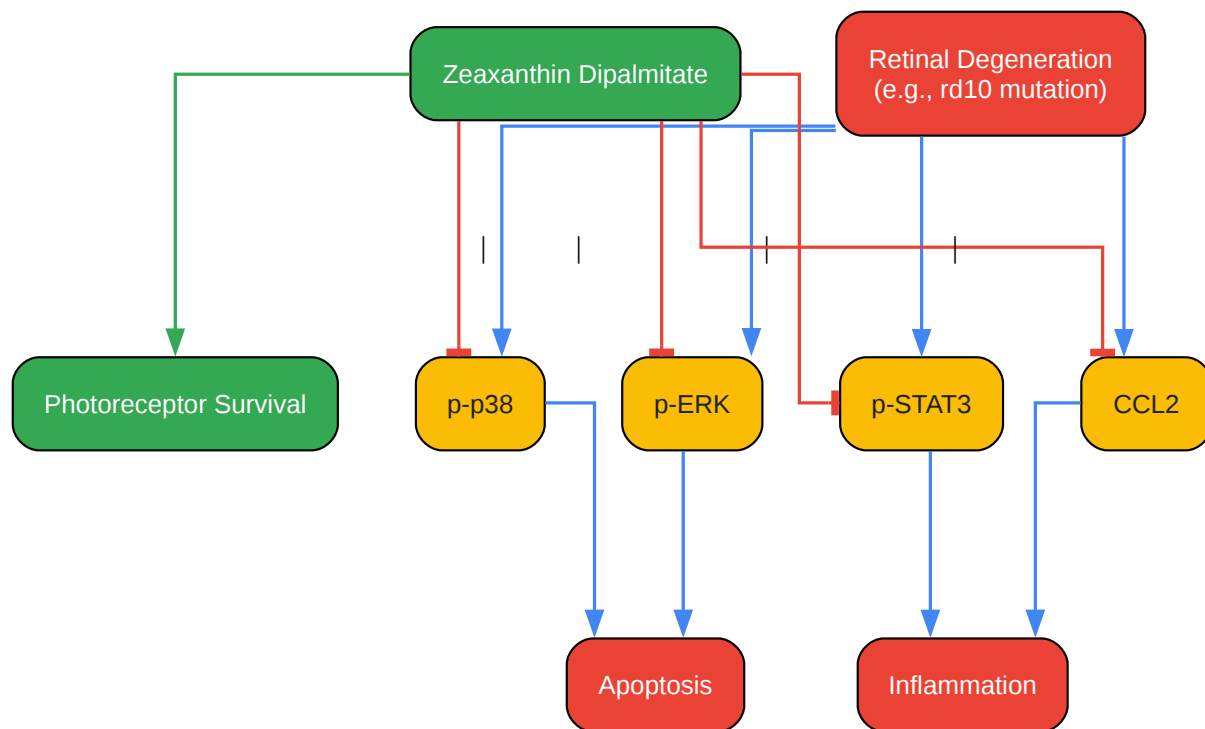 Zeaxanthin Dipalmitate
Retinal Degeneration
(e.g., rd10 mutation)
| | | |
Photoreceptor Survival
p-p38
p-ERK
p-STAT3
CCL2
Apoptosis
Inflammation